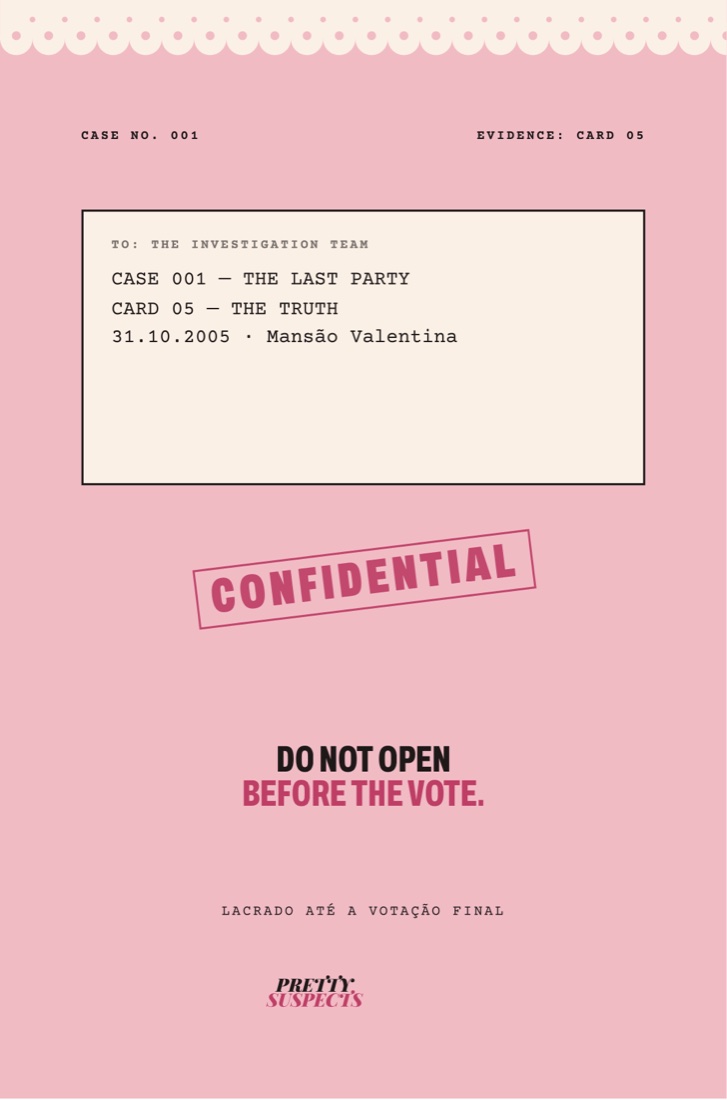 CASE NO. 001
EVIDENCE: CARD 05
TO: THE INVESTIGATION TEAM
CASE 001 — THE LAST PARTY
CARD 05 — THE TRUTH
31.10.2005 · Mansão Valentina
CONFIDENTIAL
DO NOT OPEN
BEFORE THE VOTE.
LACRADO ATÉ A VOTAÇÃO FINAL
PRETTY
SUSPECTS